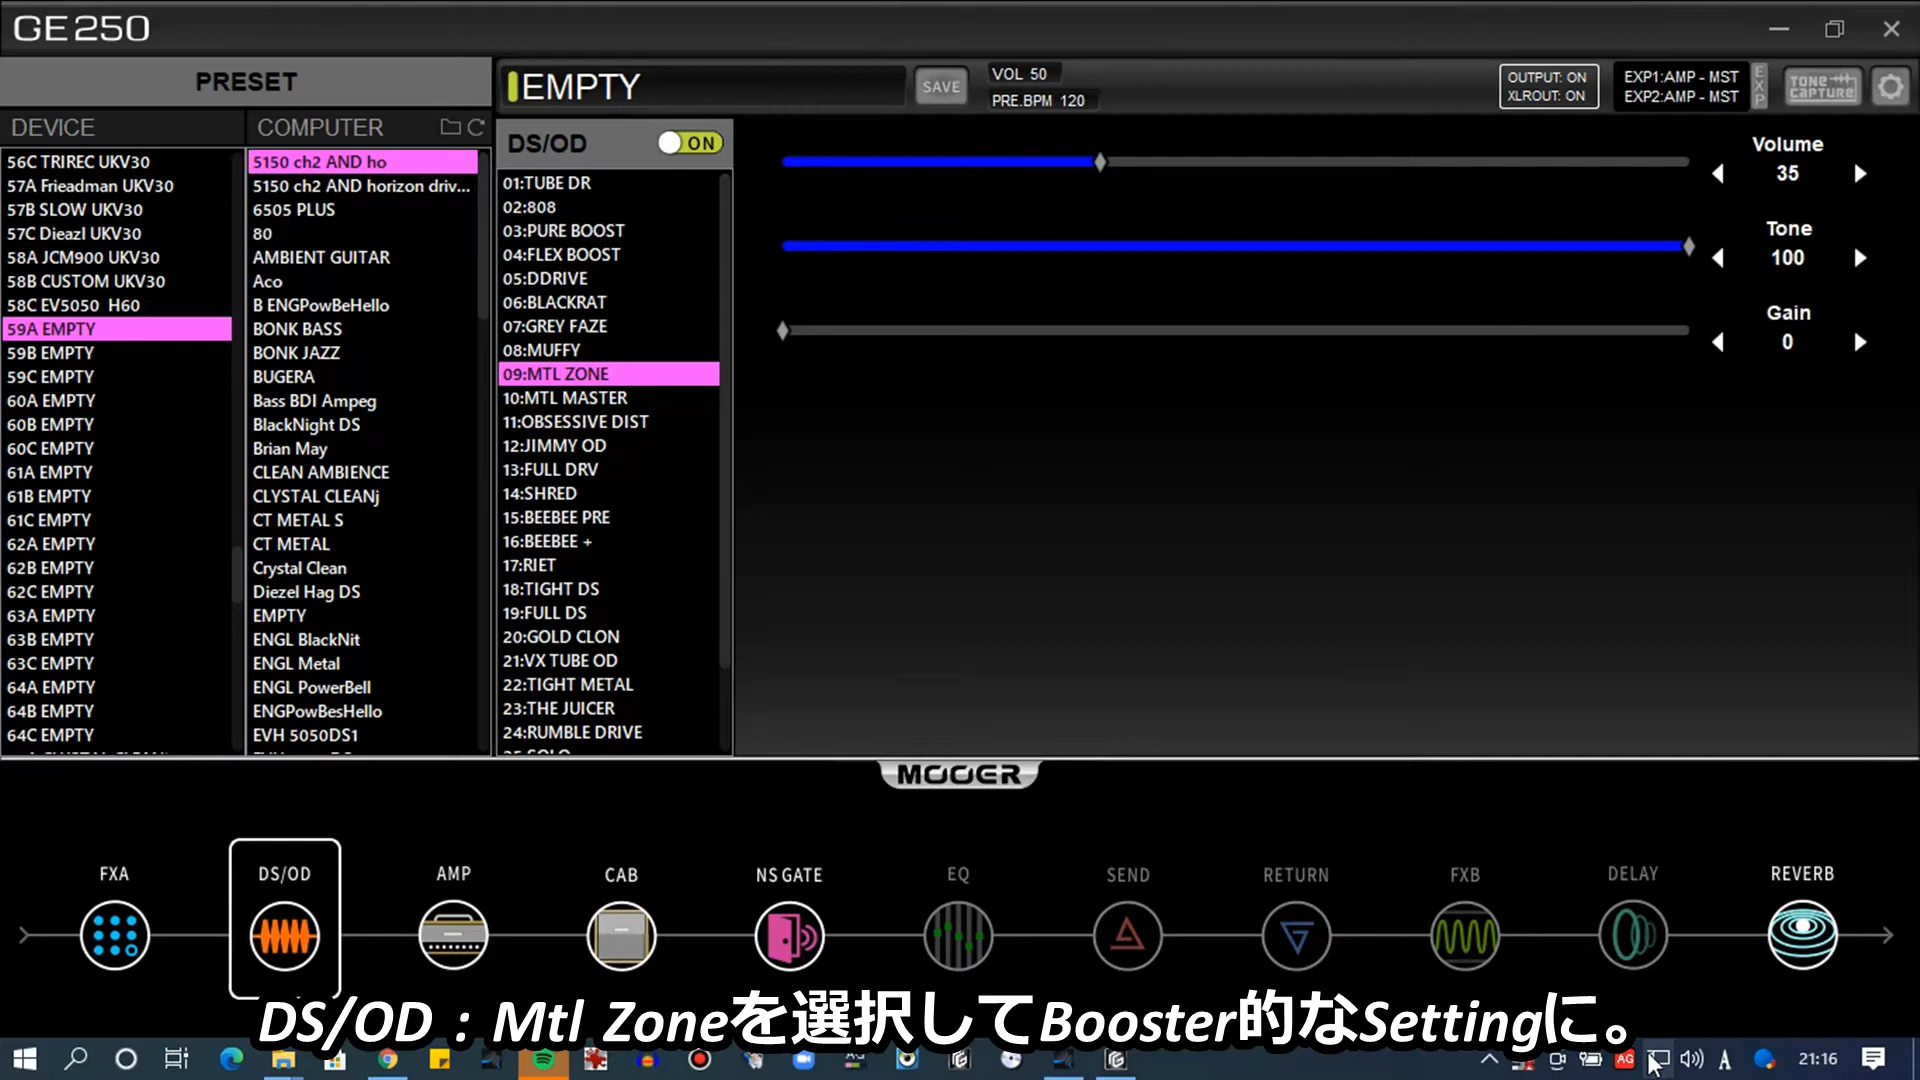 GE250
PRESET
EMPTY
SAVE
VOL 50
PRE.BPM 120
OUTPUT: ON
XLROUT: ON
EXP1:AMP - MST
EXP2:AMP - MST
EXP
TONE CAPTURE
DEVICE
COMPUTER
DS/OD
ON
56C TRIREC UKV30
57A Frieadman UKV30
57B SLOW UKV30
57C Dieazl UKV30
58A JCM900 UKV30
58B CUSTOM UKV30
58C EV5050 H60
59A EMPTY
59B EMPTY
59C EMPTY
60A EMPTY
60B EMPTY
60C EMPTY
61A EMPTY
61B EMPTY
61C EMPTY
62A EMPTY
62B EMPTY
62C EMPTY
63A EMPTY
63B EMPTY
63C EMPTY
64A EMPTY
64B EMPTY
64C EMPTY
5150 ch2 AND ho
5150 ch2 AND horizon driv...
6505 PLUS
80
AMBIENT GUITAR
Aco
B ENGPowBeHello
BONK BASS
BONK JAZZ
BUGERA
Bass BDI Ampeg
BlackNight DS
Brian May
CLEAN AMBIENCE
CLYSTAL CLEANj
CT METAL S
CT METAL
Crystal Clean
Diezel Hag DS
EMPTY
ENGL BlackNit
ENGL Metal
ENGL PowerBell
ENGPowBesHello
EVH 5050DS1
01:TUBE DR
02:808
03:PURE BOOST
04:FLEX BOOST
05:DDRIVE
06:BLACKRAT
07:GREY FAZE
08:MUFFY
09:MTL ZONE
10:MTL MASTER
11:OBSESSIVE DIST
12:JIMMY OD
13:FULL DRV
14:SHRED
15:BEEBEE PRE
16:BEEBEE +
17:RIET
18:TIGHT DS
19:FULL DS
20:GOLD CLON
21:VX TUBE OD
22:TIGHT METAL
23:THE JUICER
24:RUMBLE DRIVE
Volume
35
Tone
100
Gain
0
MOOER
FXA
DS/OD
AMP
CAB
NS GATE
EQ
SEND
RETURN
FXB
DELAY
REVERB
DS/OD：Mtl Zoneを選択してBooster的なSettingに。
AG
A
21:16